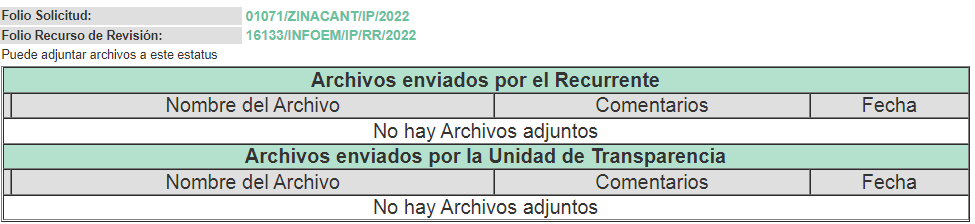 Folio Solicitud: 01071/ZINACANT/IP/2022
Folio Recurso de Revisión: 16133/INFOEM/IP/RR/2022
Puede adjuntar archivos a este estatus
Archivos enviados por el Recurrente
Nombre del Archivo Comentarios Fecha
No hay Archivos adjuntos
Archivos enviados por la Unidad de Transparencia
Nombre del Archivo Comentarios Fecha
No hay Archivos adjuntos